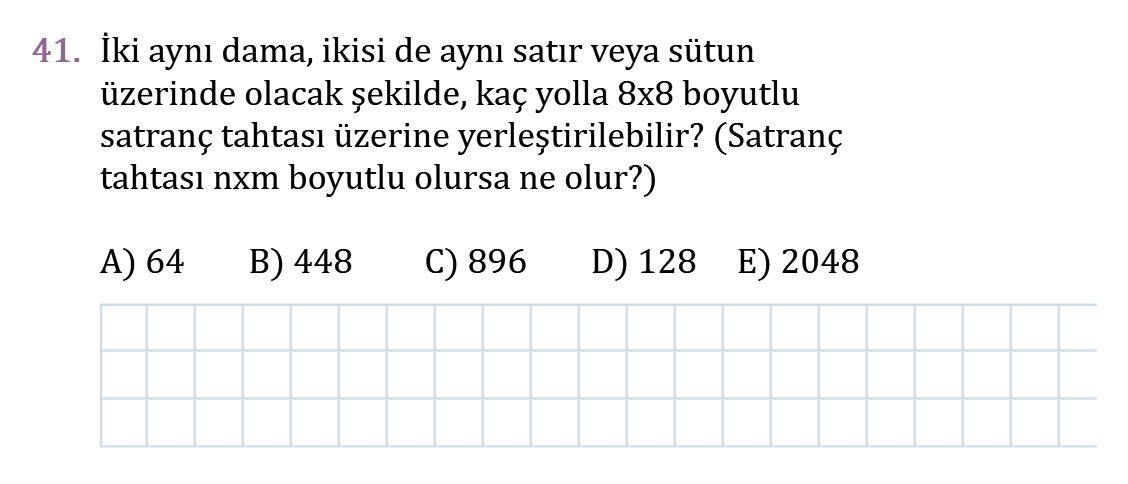 41. İki aynı dama, ikisi de aynı satır veya sütun
üzerinde olacak şekilde, kaç yolla 8x8 boyutlu
satranç tahtası üzerine yerleştirilebilir? (Satranç
tahtası nxm boyutlu olursa ne olur?)
A) 64 B) 448 C) 896 D) 128 E) 2048